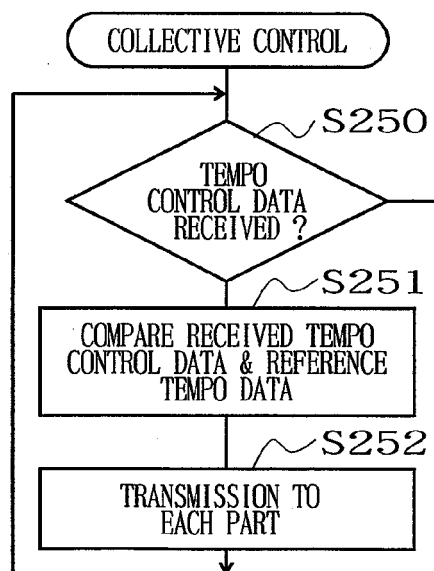 COLLECTIVE CONTROL
S250
TEMPO
CONTROL DATA
RECEIVED ?
S251
COMPARE RECEIVED TEMPO
CONTROL DATA & REFERENCE
TEMPO DATA
S252
TRANSMISSION TO
EACH PART